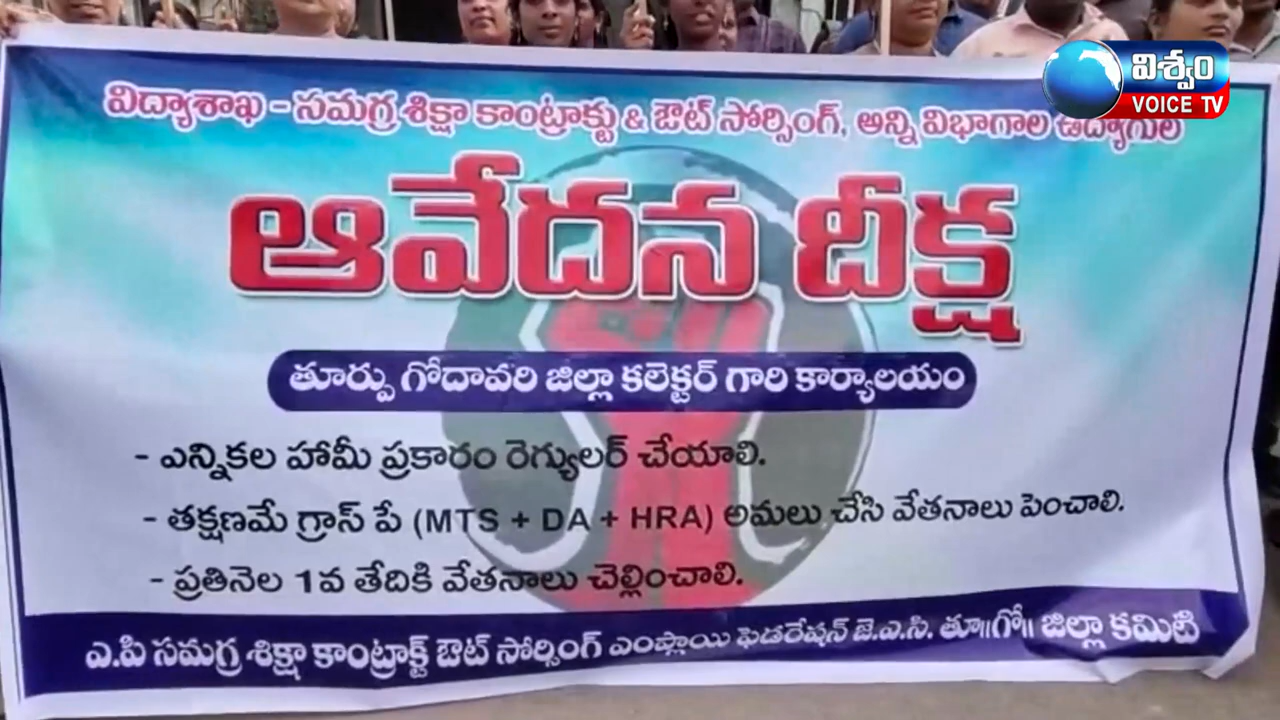 విశ్వం
VOICE TV
విద్యాశాఖ - సమగ్ర శిక్షా కాంట్రాక్టు & ఔట్ సోర్సింగ్, అన్ని విభాగాల ఉద్యోగుల
ఆవేదన దీక్ష
తూర్పు గోదావరి జిల్లా కలెక్టర్ గారి కార్యాలయం
- ఎన్నికల హామీ ప్రకారం రెగ్యులర్ చేయాలి.
- తక్షణమే గ్రాస్ పే (MTS + DA + HRA) అమలు చేసి వేతనాలు పెంచాలి.
- ప్రతినెల 1వ తేదికి వేతనాలు చెల్లించాలి.
ఎ.పి సమగ్ర శిక్షా కాంట్రాక్ట్ ఔట్ సోర్సింగ్ ఎంప్లాయి ఫెడరేషన్ జె.ఎ.సి. తూ||గో|| జిల్లా కమిటి